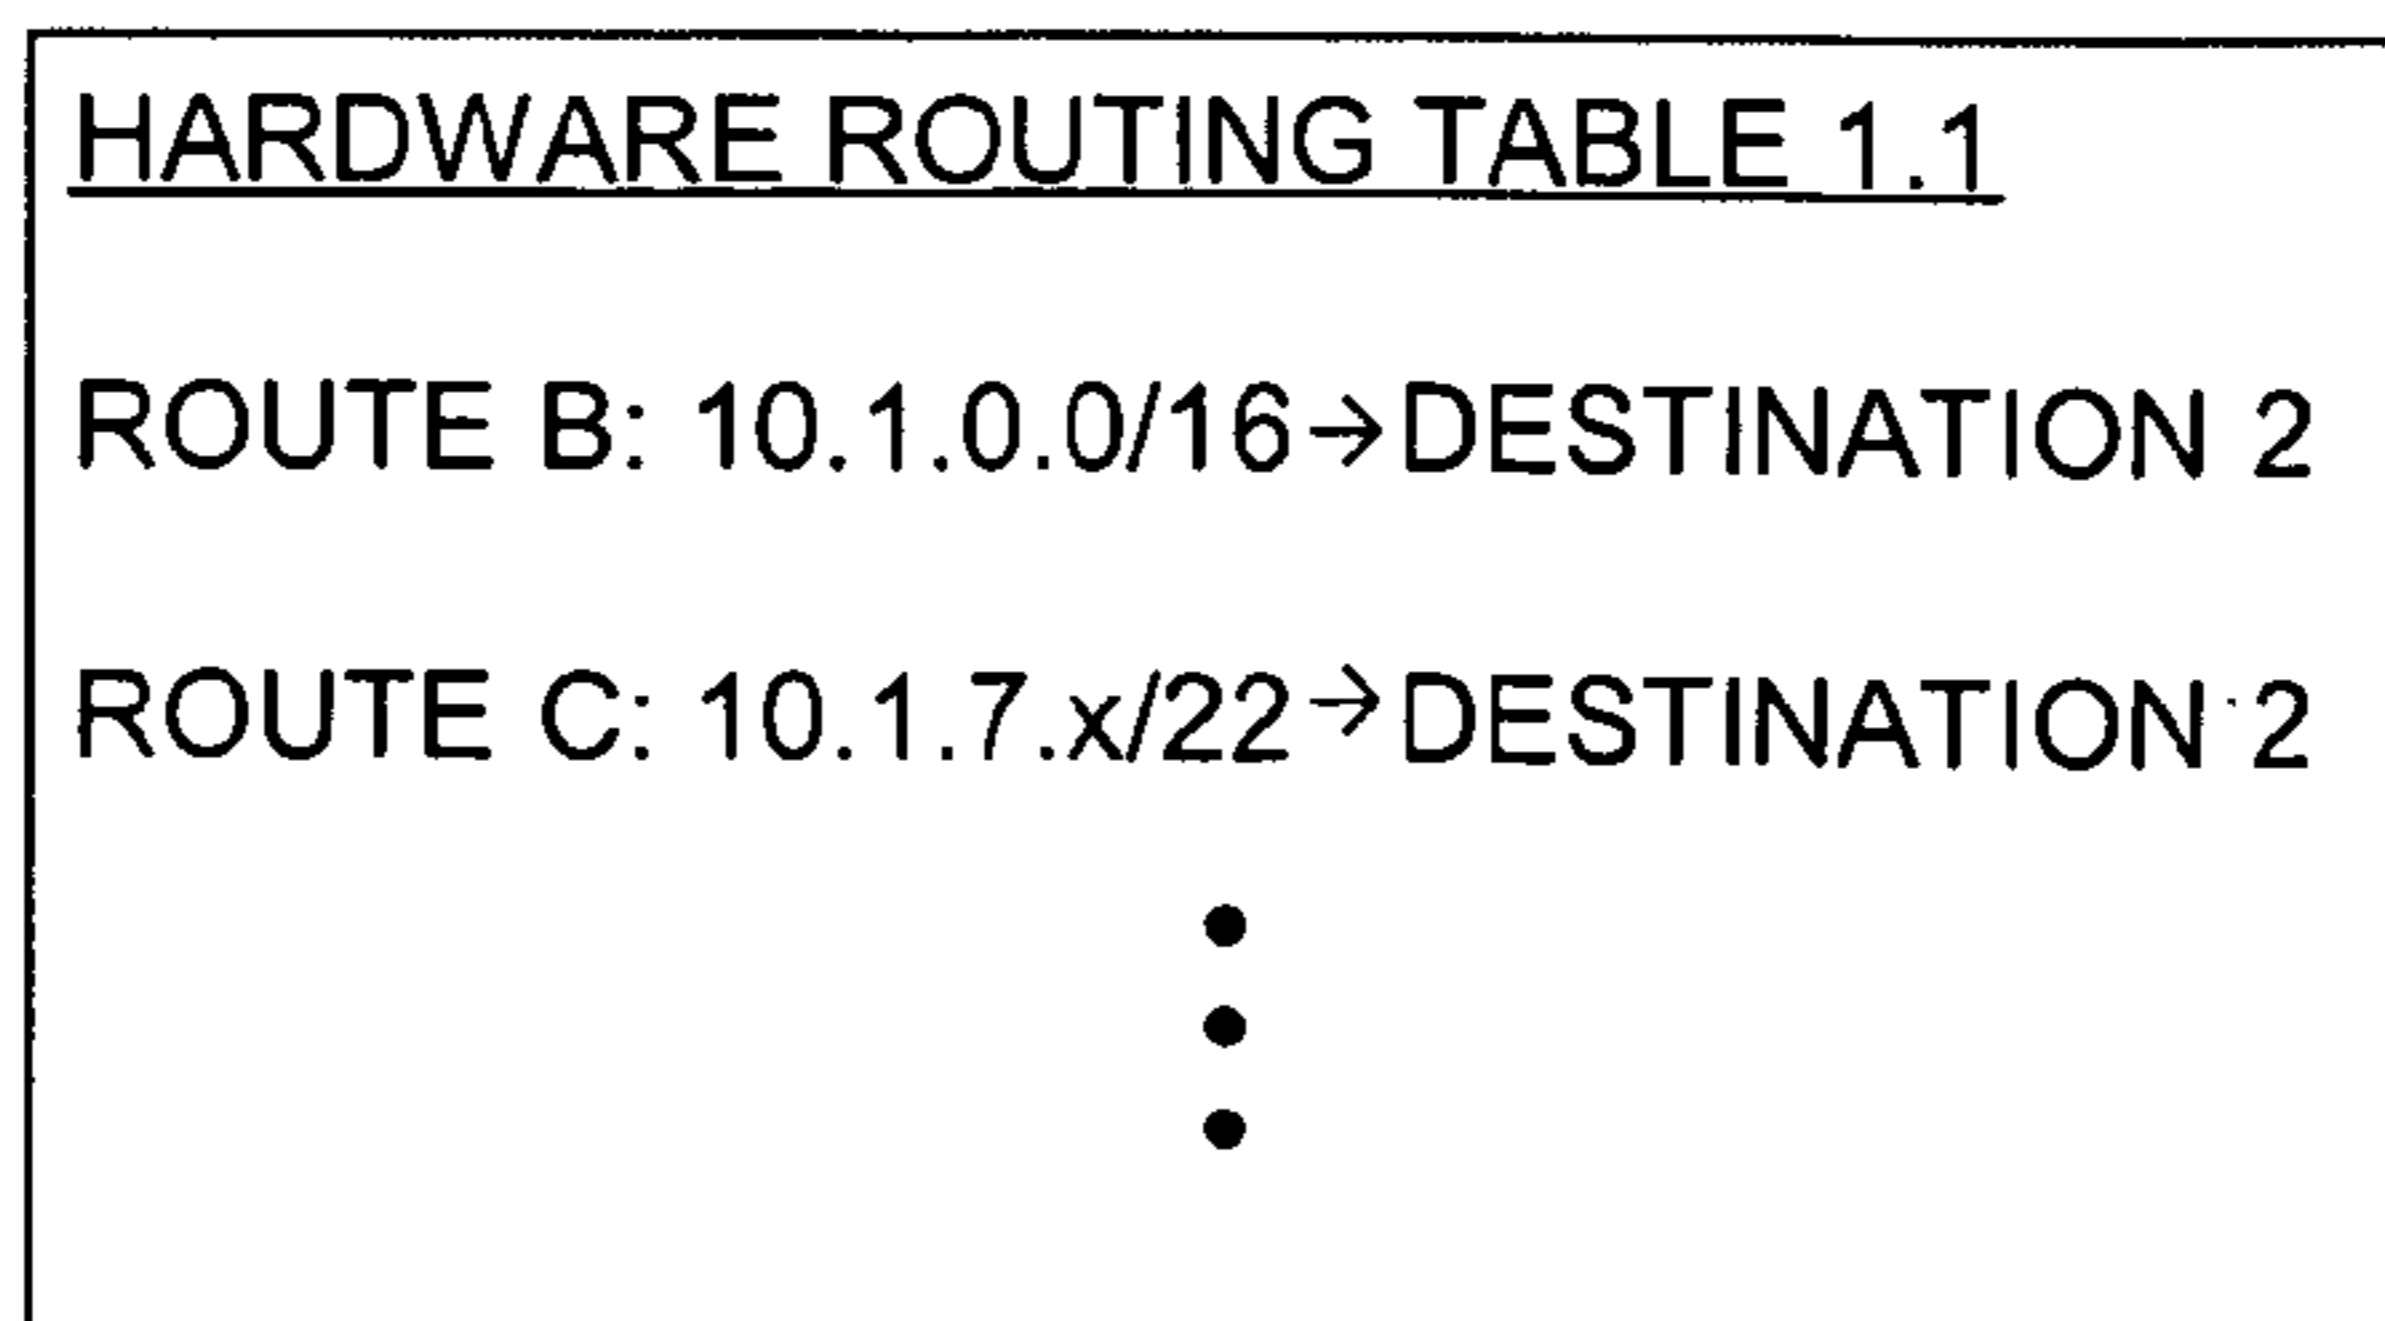 HARDWARE ROUTING TABLE 1.1
ROUTE B: 10.1.0.0/16→DESTINATION 2
ROUTE C: 10.1.7.x/22→DESTINATION 2